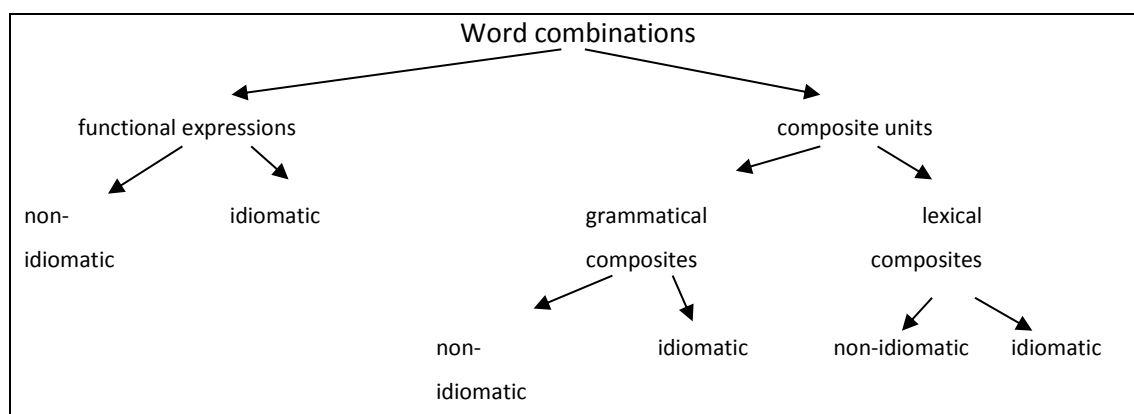 Word combinations
functional expressions composite units
non- idiomatic grammatical lexical
idiomatic composites composites
non- idiomatic non-idiomatic idiomatic
idiomatic